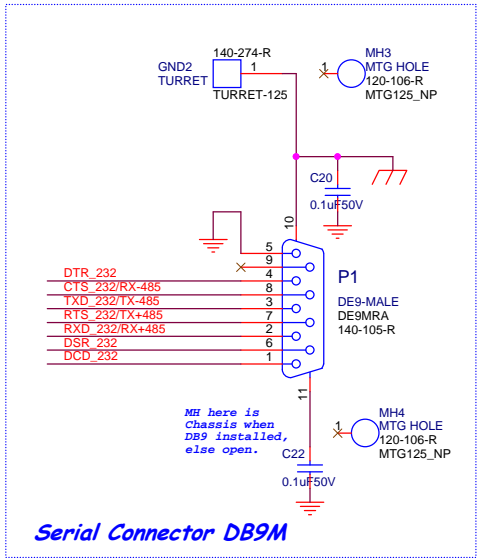 140-274-R
GND2
TURRET
1
TURRET-125
1
MH3
MTG HOLE
120-106-R
MTG125_NP
C20
0.1uF50V
10
5
9
DTR_232
4
CTS_232/RX-485
8
TXD_232/TX-485
3
RTS_232/TX+485
7
RXD_232/RX+485
2
DSR_232
6
DCD_232
1
P1
DE9-MALE
DE9MRA
140-105-R
11
MH here is
Chassis when
DB9 installed,
else open.
1
MH4
MTG HOLE
120-106-R
MTG125_NP
C22
0.1uF50V
Serial Connector DB9M